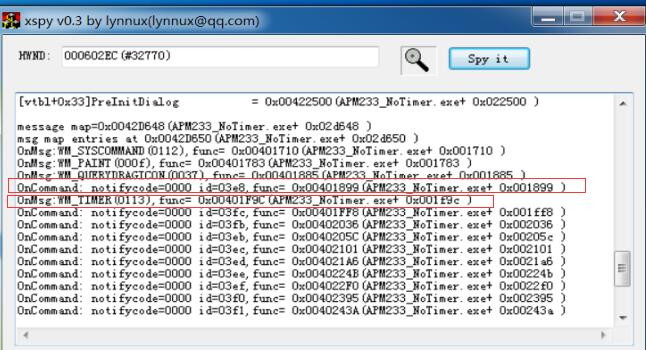 xspy v0.3 by lynnux(lynnux@qq.com)
HWND: 000602EC(#32770) Spy it
[vtbl+0x33]PreInitDialog = 0x00422500(APM233_NoTimer.exe+ 0x022500 )
message map=0x0042D648(APM233_NoTimer.exe+ 0x02d648 )
msg map entries at 0x0042D650(APM233_NoTimer.exe+ 0x02d650 )
OnMsg:WM_SYSCOMMAND(0112),func= 0x00401710(APM233_NoTimer.exe+ 0x001710 )
OnMsg:WM_PAINT(000f),func= 0x00401783(APM233_NoTimer.exe+ 0x001783 )
OnMsg:WM_QUERYDRAGICON(0037),func= 0x00401885(APM233_NoTimer.exe+ 0x001885 )
OnCommand: notifycode=0000 id=03e8,func= 0x00401899(APM233_NoTimer.exe+ 0x001899 )
OnMsg:WM_TIMER(0113),func= 0x00401F9C(APM233_NoTimer.exe+ 0x001f9c )
OnCommand: notifycode=0000 id=03fc,func= 0x00401FF8(APM233_NoTimer.exe+ 0x001ff8 )
OnCommand: notifycode=0000 id=03fb,func= 0x00402036(APM233_NoTimer.exe+ 0x002036 )
OnCommand: notifycode=0000 id=03eb,func= 0x0040205C(APM233_NoTimer.exe+ 0x00205c )
OnCommand: notifycode=0000 id=03ec,func= 0x00402101(APM233_NoTimer.exe+ 0x002101 )
OnCommand: notifycode=0000 id=03ed,func= 0x004021A6(APM233_NoTimer.exe+ 0x0021a6 )
OnCommand: notifycode=0000 id=03ee,func= 0x0040224B(APM233_NoTimer.exe+ 0x00224b )
OnCommand: notifycode=0000 id=03ef,func= 0x004022F0(APM233_NoTimer.exe+ 0x0022f0 )
OnCommand: notifycode=0000 id=03f0,func= 0x00402395(APM233_NoTimer.exe+ 0x002395 )
OnCommand: notifycode=0000 id=03f1,func= 0x0040243A(APM233_NoTimer.exe+ 0x00243a )